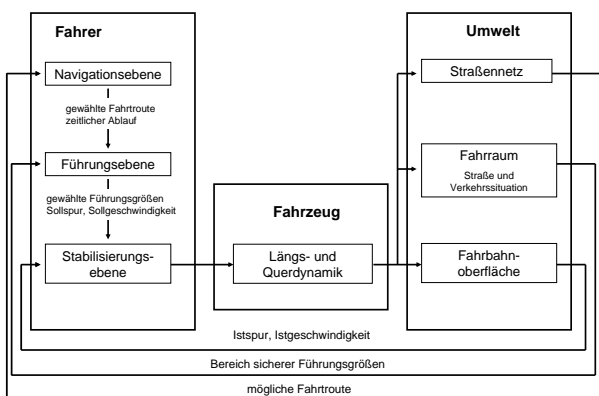 Fahrer
Navigationsebene
gewählte Fahrtroute
zeitlicher Ablauf
Führungsebene
gewählte Führungsgrößen
Sollspur, Sollgeschwindigkeit
Stabilisierungs-
ebene
Fahrzeug
Längs- und
Querdynamik
Umwelt
Straßennetz
Fahrraum
Straße und
Verkehrssituation
Fahrbahn-
oberfläche
Istspur, Istgeschwindigkeit
Bereich sicherer Führungsgrößen
mögliche Fahrtroute